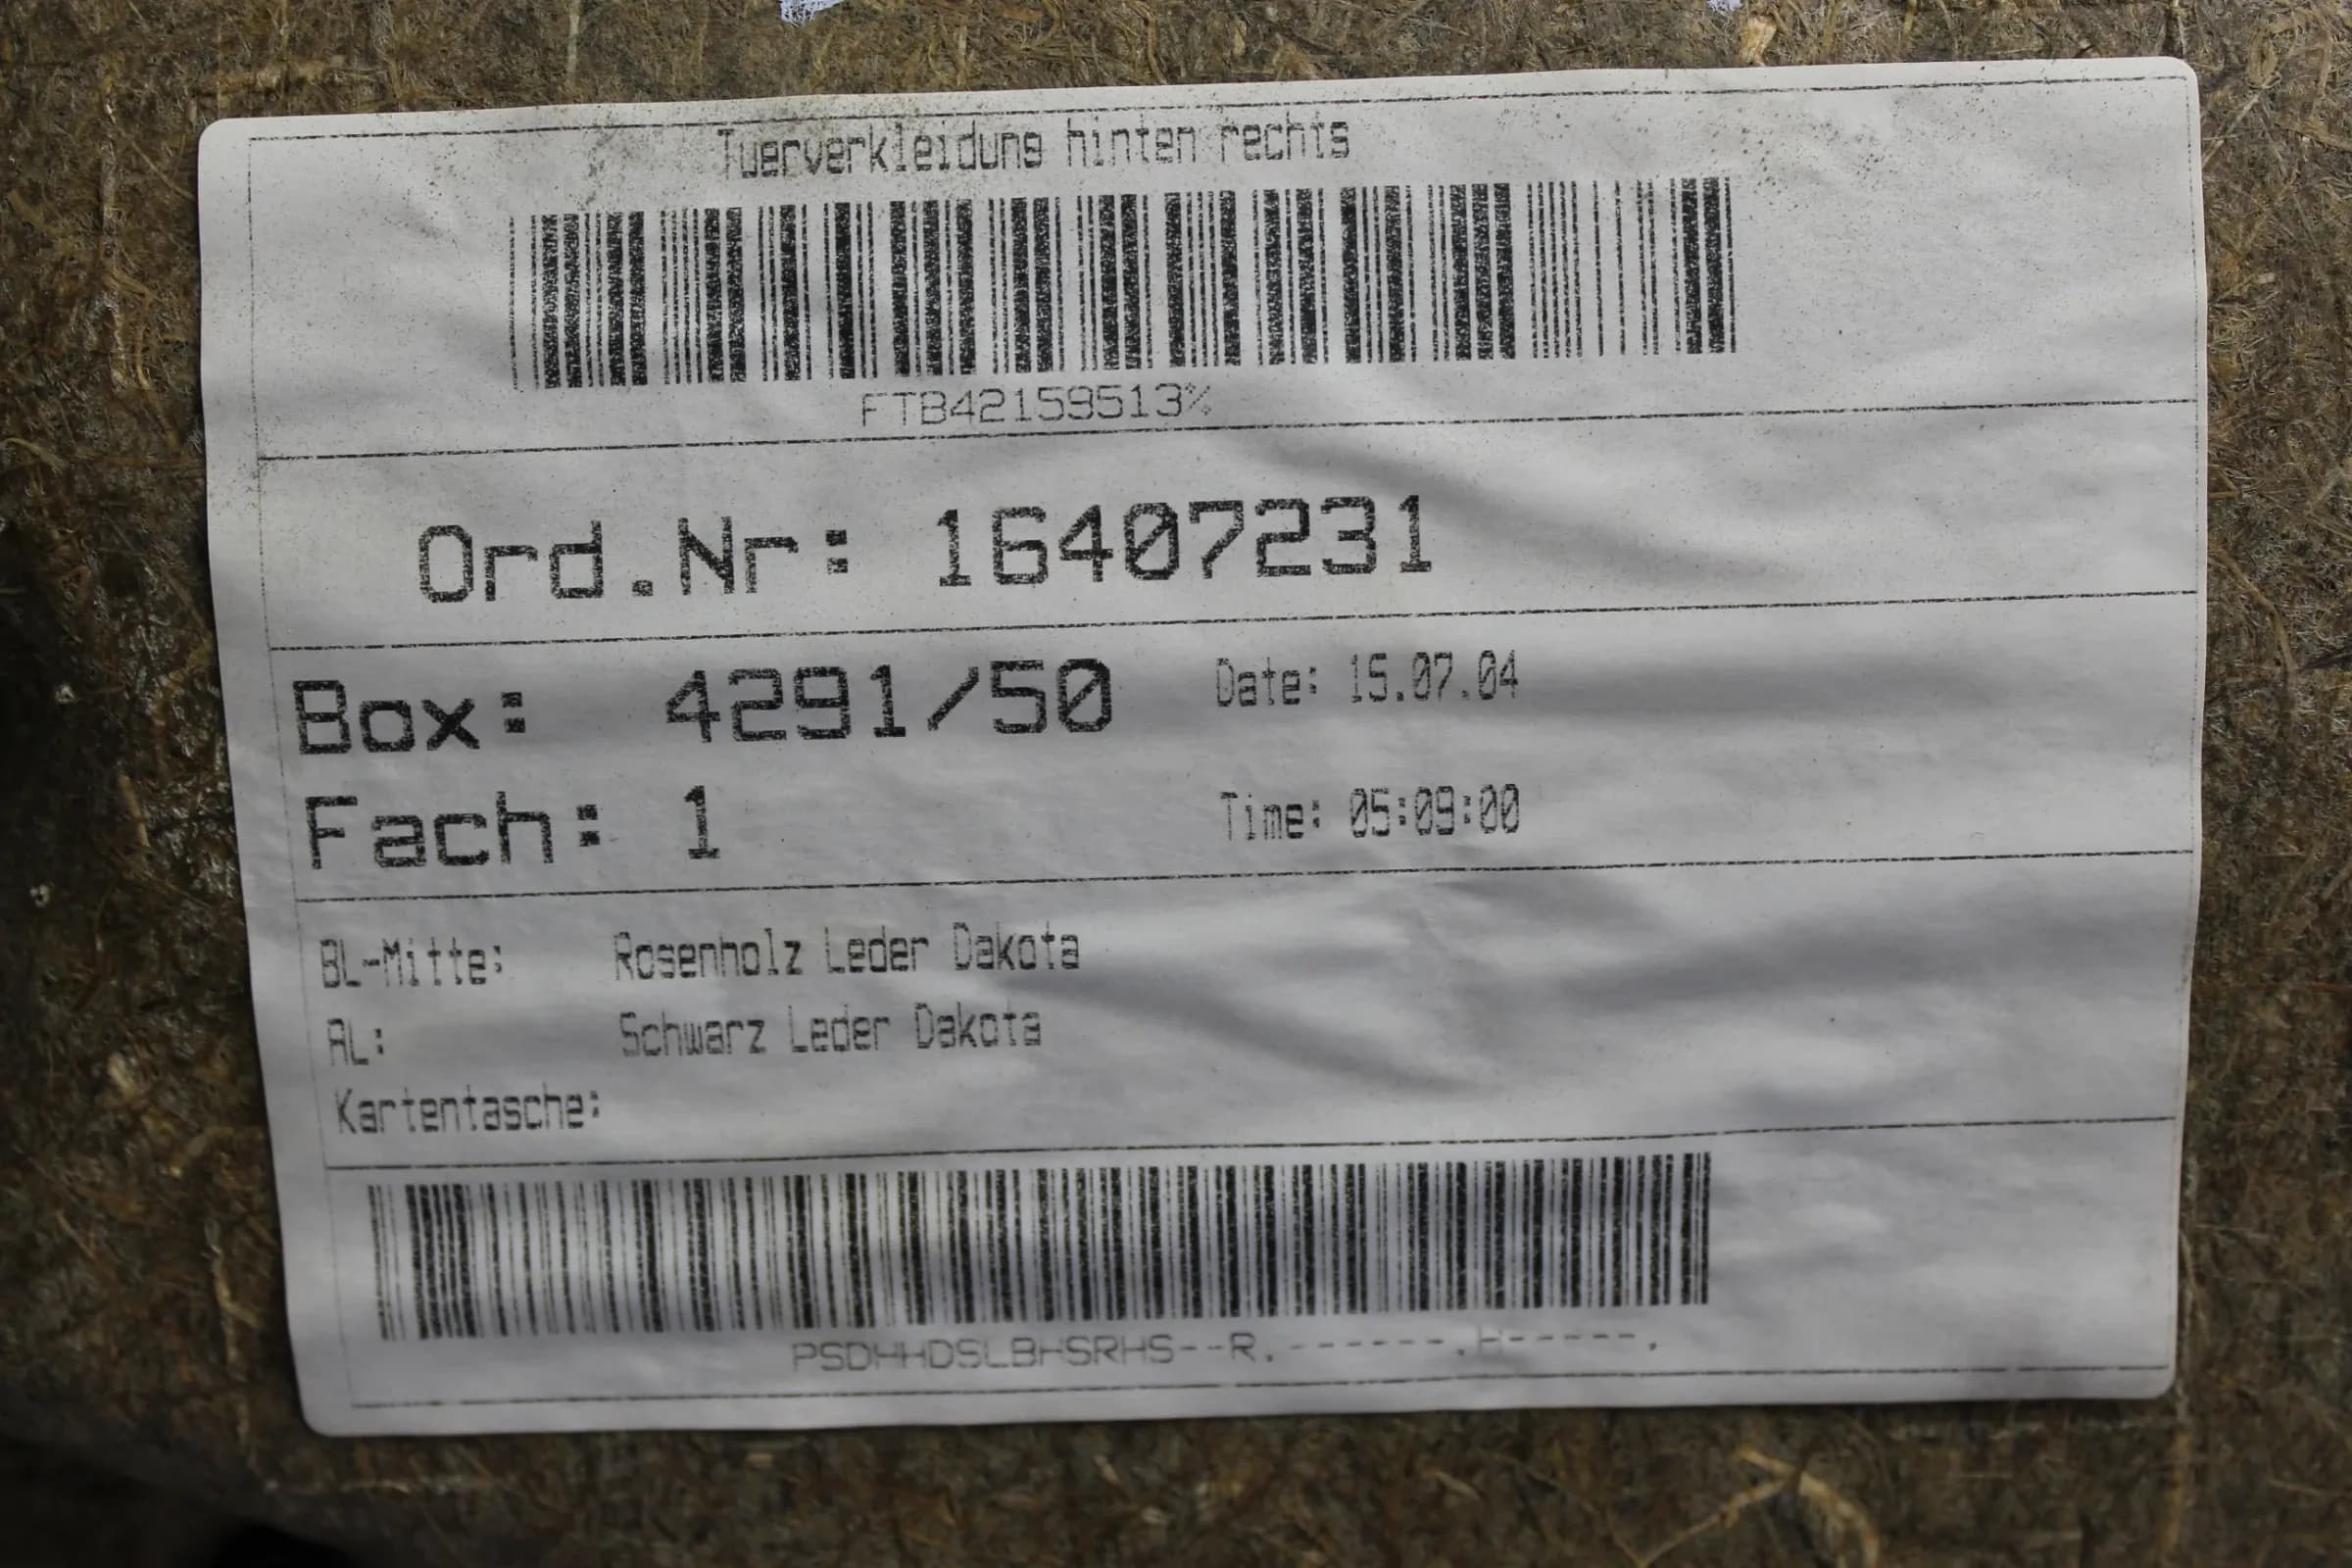 Tuerverkleidung hinten rechts
FTB42159513%
Ord.Nr: 16407231
Box: 4291/50 Date: 15.07.04
Fach: 1 Time: 05:09:00
BL-Mitte: Rosenholz Leder Dakota
AL: Schwarz Leder Dakota
Kartentasche:
PSDHHDSLBHSRHS--R.------.H-----.